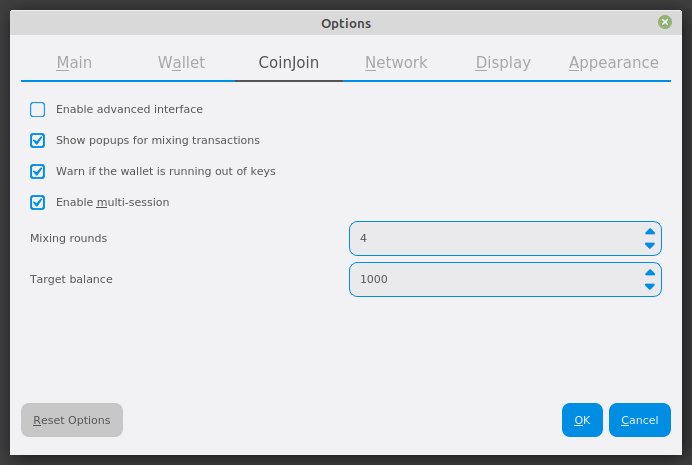 Options
Main Wallet CoinJoin Network Display Appearance
Enable advanced interface
Show popups for mixing transactions
Warn if the wallet is running out of keys
Enable multi-session
Mixing rounds 4
Target balance 1000
Reset Options OK Cancel